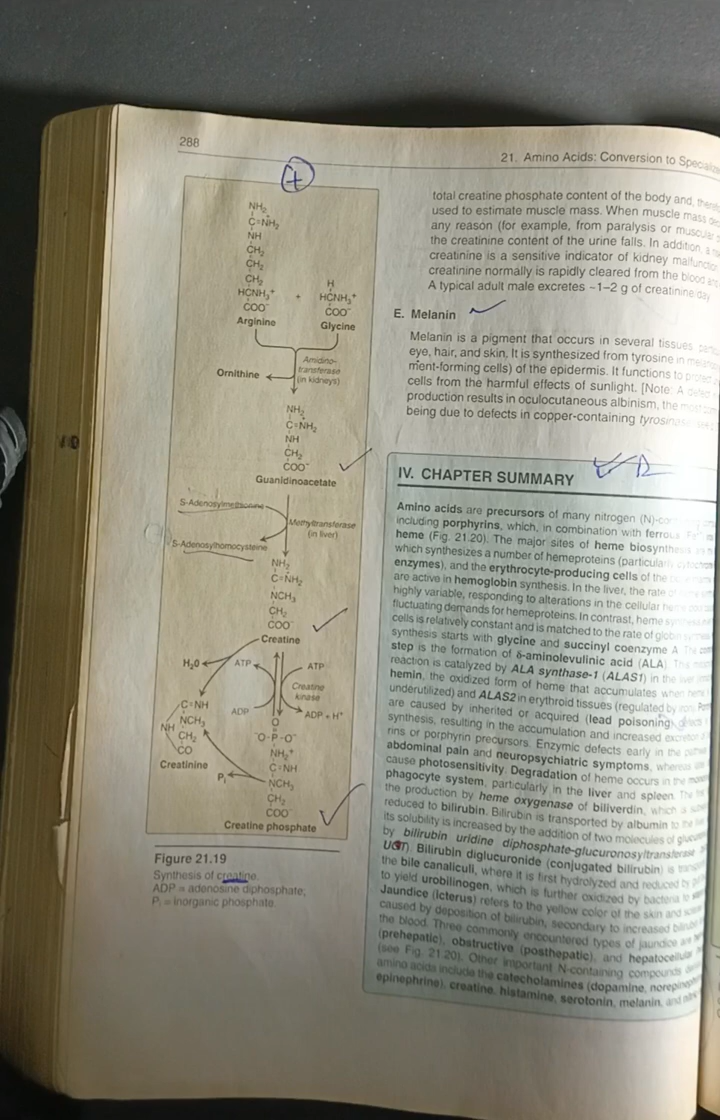 288
21. Amino Acids: Conversion to
+
NH₂
C=NH₂
NH
CH₂
CH₂
CH₂
HCNH₃⁺
COO⁻
Arginine
+
H
HCNH₃⁺
COO⁻
Glycine
Amidino-
transferase
(in kidneys)
Ornithine
NH₂
C=NH₂
NH
CH₂
COO⁻
Guanidinoacetate
S-Adenosylmethionine
Methyltransferase
(in liver)
S-Adenosylhomocysteine
NH₂
C=NH₂
NCH₃
CH₂
COO⁻
Creatine
H₂O
ATP
ATP
Creatine
kinase
ADP
ADP + H⁺
C=NH
NCH₃
NH
CH₂
CO
Creatinine
O
⁻O-P-O⁻
NH₂⁺
C=NH
NCH₃
CH₂
COO⁻
Pᵢ
Creatine phosphate
Figure 21.19
Synthesis of creatine.
ADP = adenosine diphosphate;
Pᵢ = inorganic phosphate.
total creatine phosphate content of the body and,
used to estimate muscle mass. When muscle mass
any reason (for example, from paralysis or muscular
the creatinine content of the urine falls. In addition, a
creatinine is a sensitive indicator of kidney
creatinine normally is rapidly cleared from the blood
A typical adult male excretes ~1–2 g of creatinine/day
E. Melanin
Melanin is a pigment that occurs in several tissues
eye, hair, and skin. It is synthesized from tyrosine in
ment-forming cells) of the epidermis. It functions to protect
cells from the harmful effects of sunlight. [Note: A
production results in oculocutaneous albinism, the
being due to defects in copper-containing
IV. CHAPTER SUMMARY
Amino acids are precursors of many nitrogen
including porphyrins, which, in combination with ferrous
heme (Fig. 21.20). The major sites of heme
which synthesizes a number of hemeproteins
enzymes), and the erythrocyte-producing cells of the
are active in hemoglobin synthesis. In the liver, the rate of
highly variable, responding to alterations in the cellular
fluctuating demands for hemeproteins. In contrast, heme
cells is relatively constant and is matched to the rate of
synthesis starts with glycine and succinyl coenzyme A.
step is the formation of δ-aminolevulinic acid (ALA).
reaction is catalyzed by ALA synthase-1 (ALAS1) in the
hemin, the oxidized form of heme that accumulates when
underutilized) and ALAS2 in erythroid tissues (regulated by
are caused by inherited or acquired (lead poisoning)
synthesis, resulting in the accumulation and increased
rins or porphyrin precursors. Enzymic defects early in the
abdominal pain and neuropsychiatric symptoms,
cause photosensitivity. Degradation of heme occurs in the
phagocyte system, particularly in the liver and spleen. The
the production by heme oxygenase of biliverdin, which
reduced to bilirubin. Bilirubin is transported by albumin to the
its solubility is increased by the addition of two molecules of
by bilirubin uridine diphosphate-glucuronosyltransferase
UGT). Bilirubin diglucuronide (conjugated bilirubin) is
the bile canaliculi, where it is first hydrolyzed and reduced by
to yield urobilinogen, which is further oxidized by bacteria to
Jaundice (icterus) refers to the yellow color of the skin and
caused by deposition of bilirubin, secondary to increased
the blood. Three commonly encountered types of jaundice are
(prehepatic), obstructive (posthepatic), and hepatocellular
(see Fig. 21.20). Other important N-containing compounds
amino acids include the catecholamines (dopamine,
epinephrine), creatine, histamine, serotonin, melanin, and